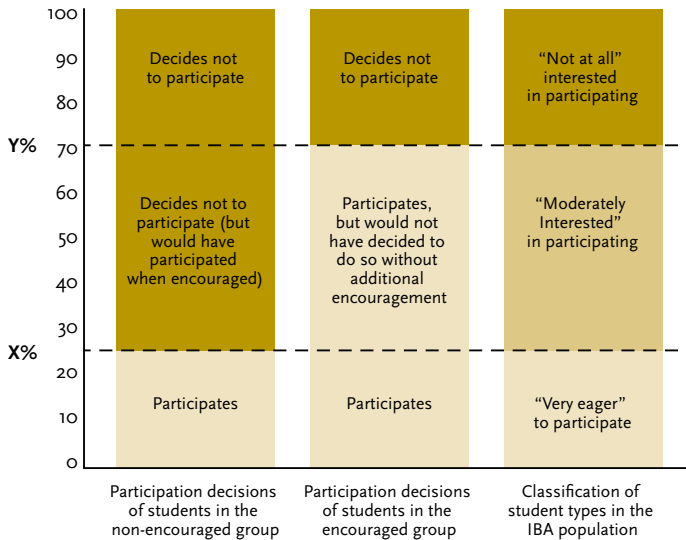 100
90
80
Y%
70
60
50
40
30
X%
20
10
0
Decides not
to participate
Decides not to
participate (but
would have
participated
when encouraged)
Participates
Decides not
to participate
Participates,
but would not
have decided to
do so without
additional
encouragement
Participates
“Not at all”
interested
in participating
“Moderately
Interested”
in participating
“Very eager”
to participate
Participation decisions
of students in the
non-encouraged group
Participation decisions
of students in the
encouraged group
Classification of
student types in the
IBA population